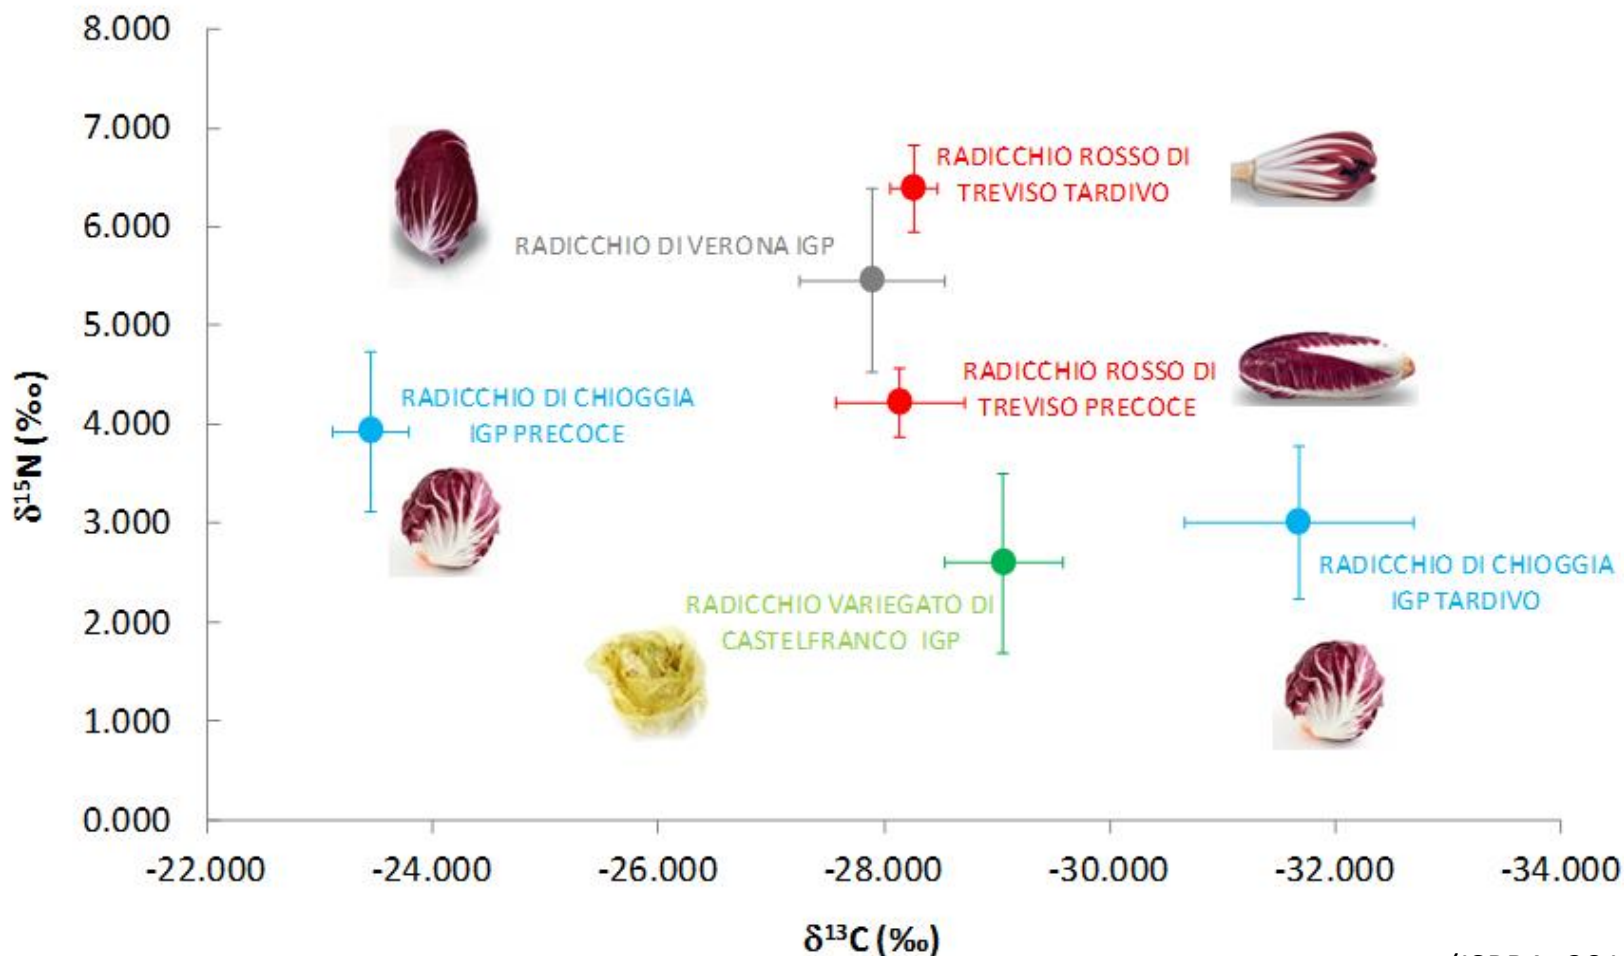 8.000
7.000
6.000
5.000
4.000
3.000
2.000
1.000
0.000
δ¹⁵N (‰)
RADICCHIO ROSSO DI
TREVISO TARDIVO
RADICCHIO DI VERONA IGP
RADICCHIO ROSSO DI
TREVISO PRECOCE
RADICCHIO DI CHIOGGIA
IGP PRECOCE
RADICCHIO DI CHIOGGIA
IGP TARDIVO
RADICCHIO VARIEGATO DI
CASTELFRANCO IGP
-22.000 -24.000 -26.000 -28.000 -30.000 -32.000 -34.000
δ¹³C (‰)